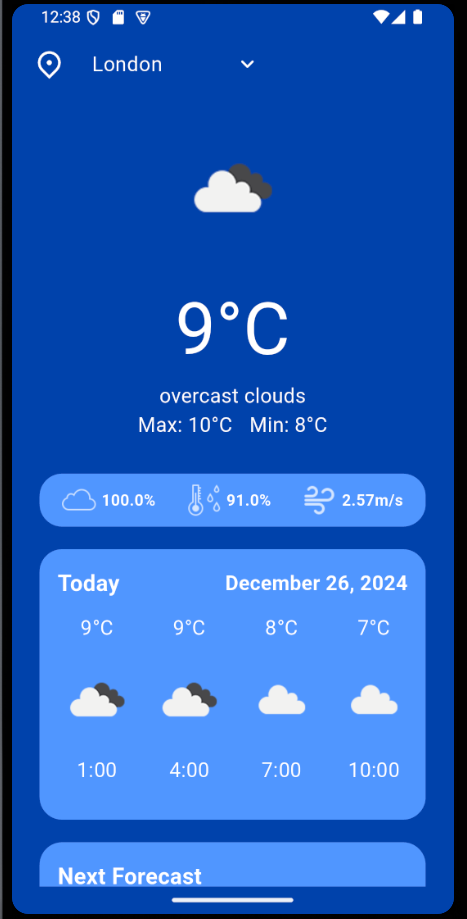 12:38
London
9°C
overcast clouds
Max: 10°C Min: 8°C
100.0% 91.0% 2.57m/s
Today December 26, 2024
9°C 9°C 8°C 7°C
1:00 4:00 7:00 10:00
Next Forecast